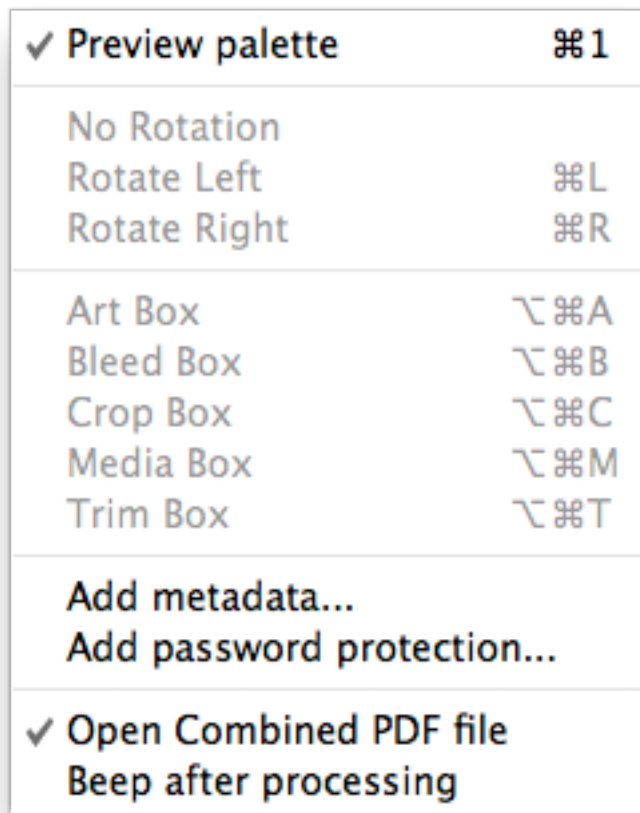 ✓ Preview palette ⌘1
No Rotation
Rotate Left ⌘L
Rotate Right ⌘R
Art Box ⌥⌘A
Bleed Box ⌥⌘B
Crop Box ⌥⌘C
Media Box ⌥⌘M
Trim Box ⌥⌘T
Add metadata...
Add password protection...
✓ Open Combined PDF file
Beep after processing